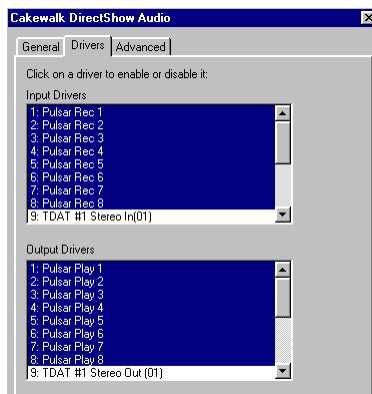 Cakewalk DirectShow Audio
General Drivers Advanced
Click on a driver to enable or disable it:
Input Drivers
1: Pulsar Rec 1
2: Pulsar Rec 2
3: Pulsar Rec 3
4: Pulsar Rec 4
5: Pulsar Rec 5
6: Pulsar Rec 6
7: Pulsar Rec 7
8: Pulsar Rec 8
9: TDAT #1 Stereo In(01)
Output Drivers
1: Pulsar Play 1
2: Pulsar Play 2
3: Pulsar Play 3
4: Pulsar Play 4
5: Pulsar Play 5
6: Pulsar Play 6
7: Pulsar Play 7
8: Pulsar Play 8
9: TDAT #1 Stereo Out (01)